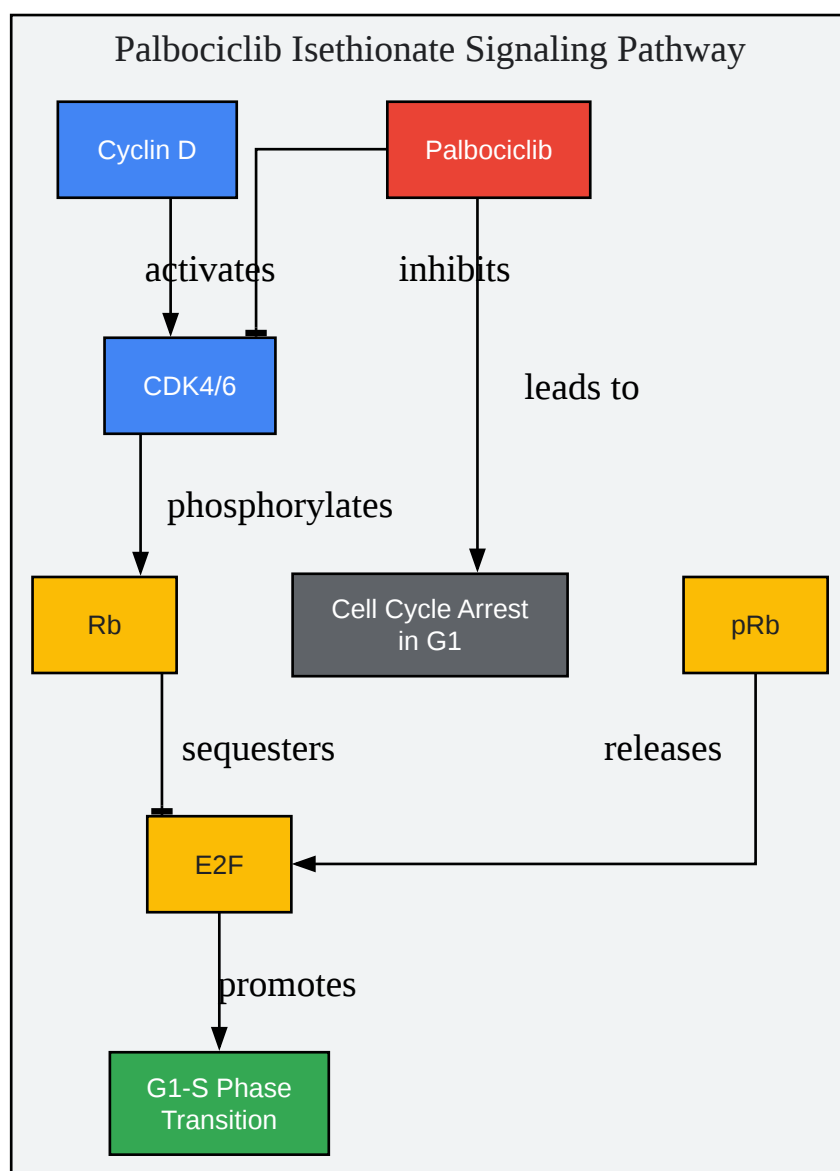 Palbociclib Isethionate Signaling Pathway
Cyclin D
Palbociclib
activates
inhibits
CDK4/6
leads to
phosphorylates
Rb
Cell Cycle Arrest
in G1
pRb
sequesters
releases
E2F
promotes
G1-S Phase
Transition